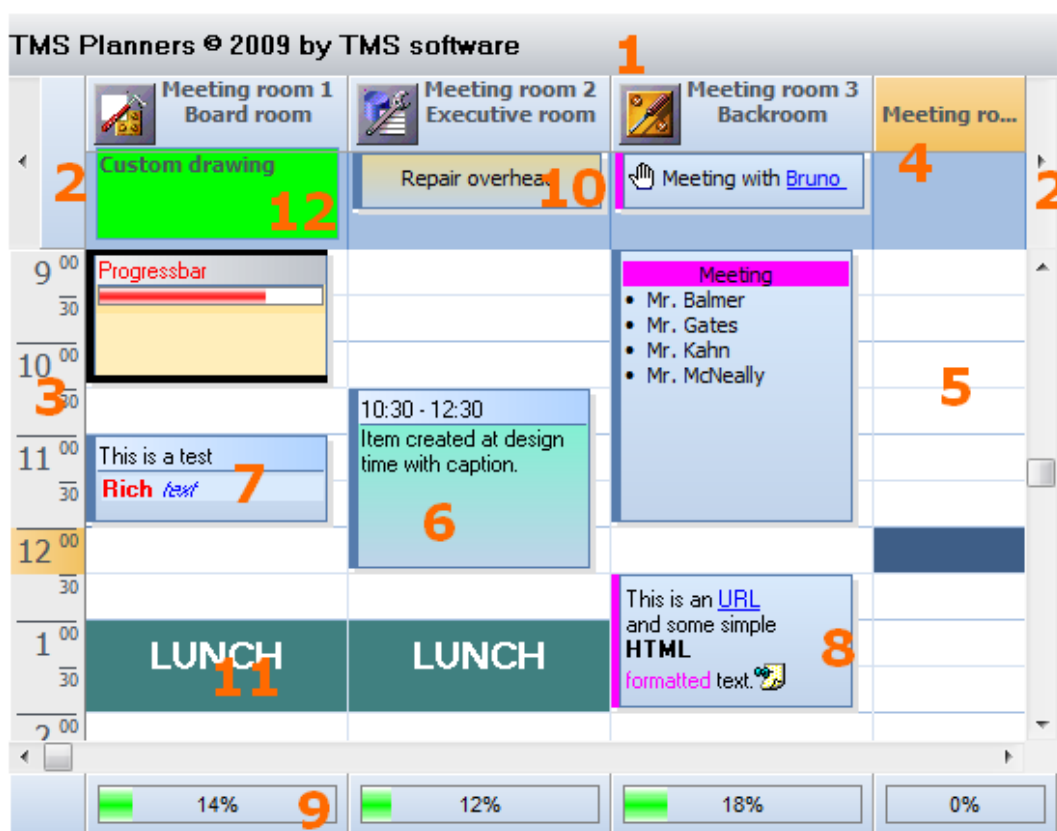 TMS Planners © 2009 by TMS software
1
Meeting room 1
Board room
Meeting room 2
Executive room
Meeting room 3
Backroom
Meeting ro...
4
2
Custom drawing
12
Repair overhead
10
Meeting with Bruno
2
9 00
30
10 00
30
11 00
30
12 00
30
1 00
30
2 00
3
Progressbar
This is a test
Rich text
7
LUNCH
11
10:30 - 12:30
Item created at design
time with caption.
6
LUNCH
Meeting
• Mr. Balmer
• Mr. Gates
• Mr. Kahn
• Mr. McNeally
This is an URL
and some simple
HTML
formatted text.
8
5
14%
9
12%
18%
0%